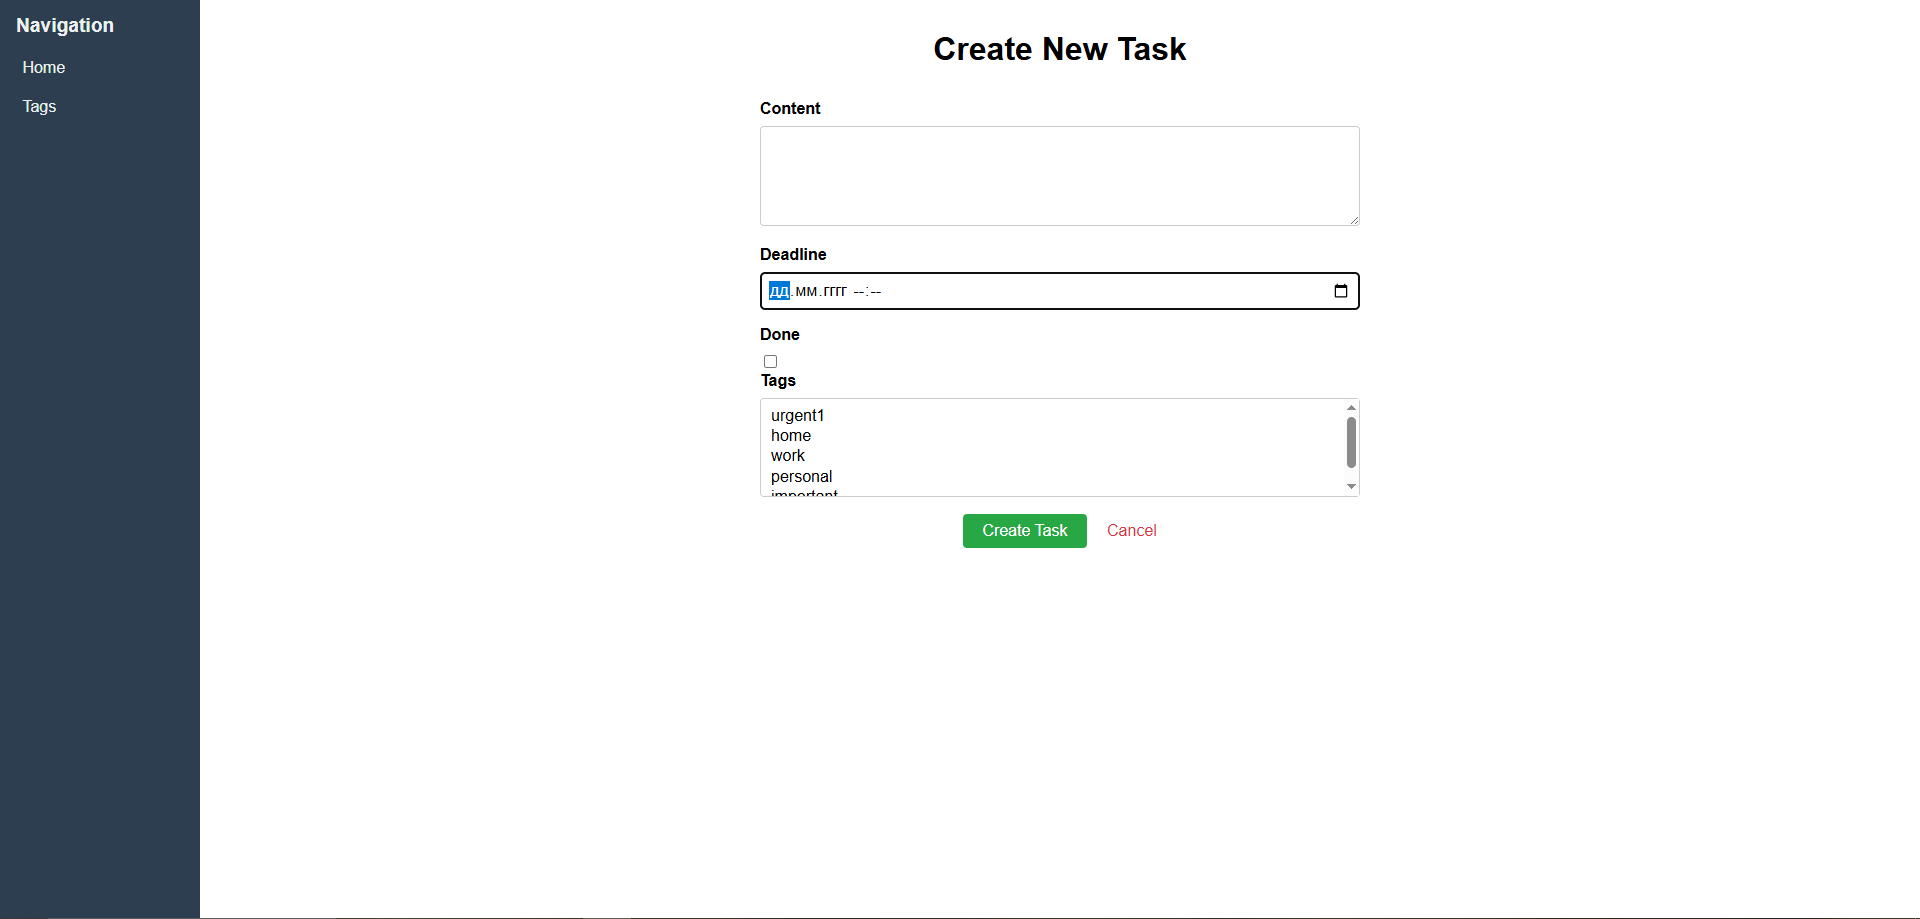 Navigation
Home
Tags
Create New Task
Content
Deadline
дд.мм.гггг --:--
Done
Tags
urgent1
home
work
personal
important
Create Task
Cancel